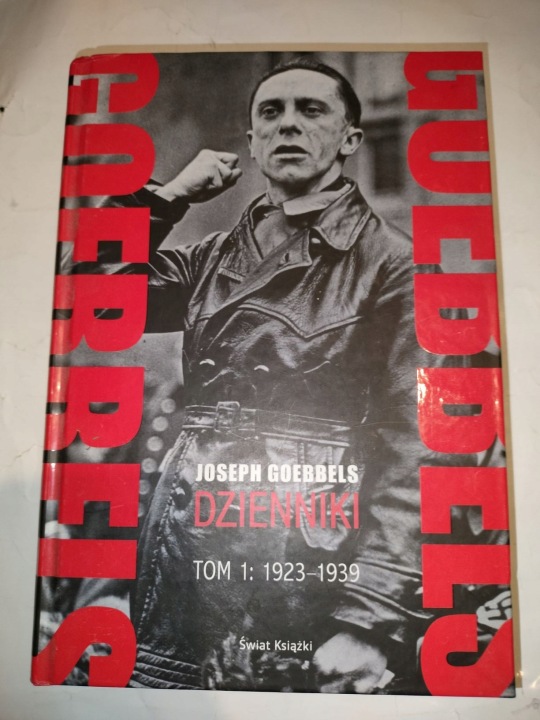 GOEBBELS
GOEBBELS
JOSEPH GOEBBELS
DZIENNIKI
TOM 1: 1923–1939
Świat Książki